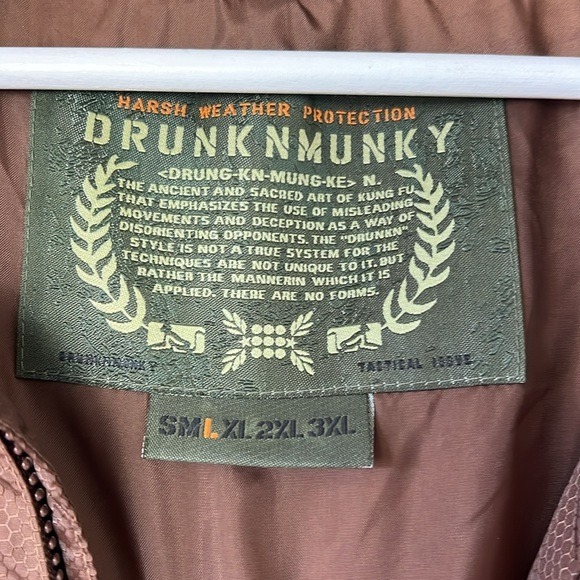 HARSH WEATHER PROTECTION
DRUNKNMUNKY
<DRUNG-KN-MUNG-KE> N.
THE ANCIENT AND SACRED ART OF KUNG FU
THAT EMPHASIZES THE USE OF MISLEADING
MOVEMENTS AND DECEPTION AS A WAY OF
DISORIENTING OPPONENTS. THE "DRUNKN"
STYLE IS NOT A TRUE SYSTEM FOR THE
TECHNIQUES ARE NOT UNIQUE TO IT. BUT
RATHER THE MANNERIN WHICH IT IS
APPLIED. THERE ARE NO FORMS.
DRUNKNMUNKY TACTICAL ISSUE
SML XL 2XL 3XL